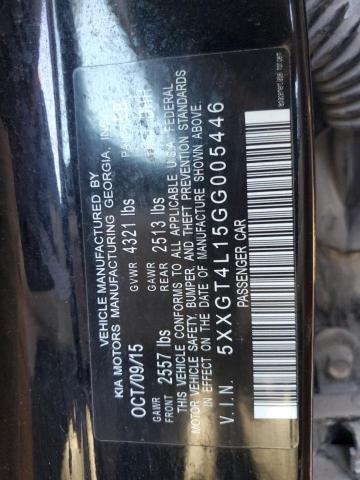 VEHICLE MANUFACTURED BY
KIA MOTORS MANUFACTURING GEORGIA, INC.
OCT/09/15
GVWR 4321 lbs
GAWR FRONT 2557 lbs
GAWR REAR 2513 lbs
THIS VEHICLE CONFORMS TO ALL APPLICABLE U.S.A FEDERAL
MOTOR VEHICLE SAFETY, BUMPER, AND THEFT PREVENTION STANDARDS
IN EFFECT ON THE DATE OF MANUFACTURE SHOWN ABOVE.
V.I.N. 5XXGT4L15GG005446
PASSENGER CAR